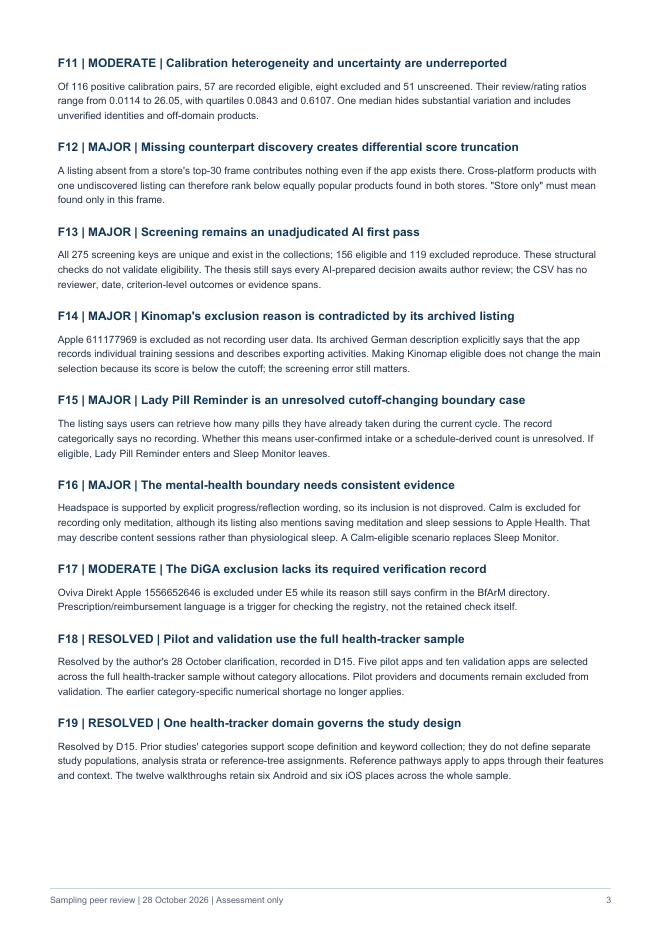 F11 | MODERATE | Calibration heterogeneity and uncertainty are underreported
Of 116 positive calibration pairs, 57 are recorded eligible, eight excluded and 51 unscreened. Their review/rating ratios
range from 0.0114 to 26.05, with quartiles 0.0843 and 0.6107. One median hides substantial variation and includes
unverified identities and off-domain products.
F12 | MAJOR | Missing counterpart discovery creates differential score truncation
A listing absent from a store's top-30 frame contributes nothing even if the app exists there. Cross-platform products with
one undiscovered listing can therefore rank below equally popular products found in both stores. "Store only" must mean
found only in this frame.
F13 | MAJOR | Screening remains an unadjudicated AI first pass
All 275 screening keys are unique and exist in the collections; 156 eligible and 119 excluded reproduce. These structural
checks do not validate eligibility. The thesis still says every AI-prepared decision awaits author review; the CSV has no
reviewer, date, criterion-level outcomes or evidence spans.
F14 | MAJOR | Kinomap's exclusion reason is contradicted by its archived listing
Apple 611177969 is excluded as not recording user data. Its archived German description explicitly says that the app
records individual training sessions and describes exporting activities. Making Kinomap eligible does not change the main
selection because its score is below the cutoff; the screening error still matters.
F15 | MAJOR | Lady Pill Reminder is an unresolved cutoff-changing boundary case
The listing says users can retrieve how many pills they have already taken during the current cycle. The record
categorically says no recording. Whether this means user-confirmed intake or a schedule-derived count is unresolved. If
eligible, Lady Pill Reminder enters and Sleep Monitor leaves.
F16 | MAJOR | The mental-health boundary needs consistent evidence
Headspace is supported by explicit progress/reflection wording, so its inclusion is not disproved. Calm is excluded for
recording only meditation, although its listing also mentions saving meditation and sleep sessions to Apple Health. That
may describe content sessions rather than physiological sleep. A Calm-eligible scenario replaces Sleep Monitor.
F17 | MODERATE | The DiGA exclusion lacks its required verification record
Oviva Direkt Apple 1556652646 is excluded under E5 while its reason still says confirm in the BfArM directory.
Prescription/reimbursement language is a trigger for checking the registry, not the retained check itself.
F18 | RESOLVED | Pilot and validation use the full health-tracker sample
Resolved by the author's 28 October clarification, recorded in D15. Five pilot apps and ten validation apps are selected
across the full health-tracker sample without category allocations. Pilot providers and documents remain excluded from
validation. The earlier category-specific numerical shortage no longer applies.
F19 | RESOLVED | One health-tracker domain governs the study design
Resolved by D15. Prior studies' categories support scope definition and keyword collection; they do not define separate
study populations, analysis strata or reference-tree assignments. Reference pathways apply to apps through their features
and context. The twelve walkthroughs retain six Android and six iOS places across the whole sample.
Sampling peer review | 28 October 2026 | Assessment only
3